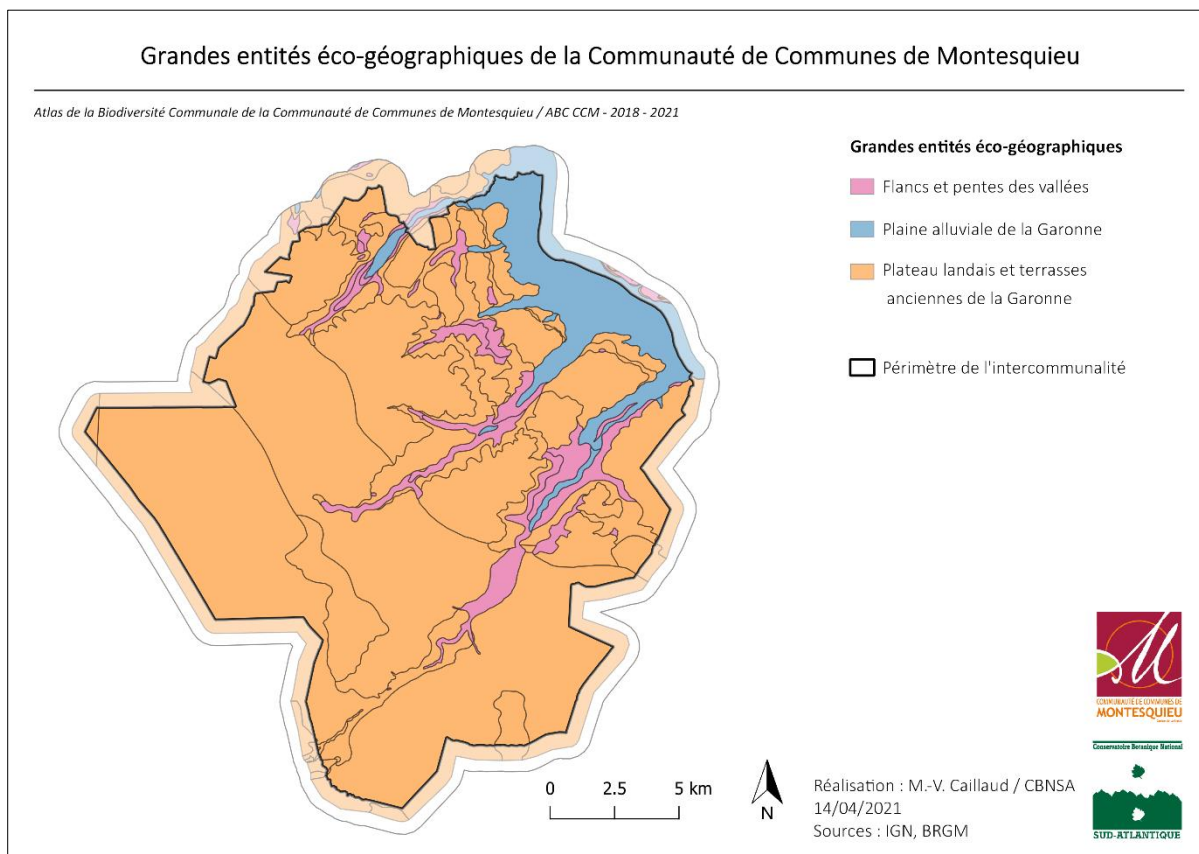 Grandes entités éco-géographiques de la Communauté de Communes de Montesquieu
Atlas de la Biodiversité Communale de la Communauté de Communes de Montesquieu / ABC CCM - 2018 - 2021
Grandes entités éco-géographiques
Flancs et pentes des vallées
Plaine alluviale de la Garonne
Plateau landais et terrasses
anciennes de la Garonne
Périmètre de l'intercommunalité
0 2.5 5 km
N
Réalisation : M.-V. Caillaud / CBNSA
14/04/2021
Sources : IGN, BRGM
M
COMMUNAUTÉ DE COMMUNES DE
MONTESQUIEU
Conservatoire Botanique National
SUD-ATLANTIQUE